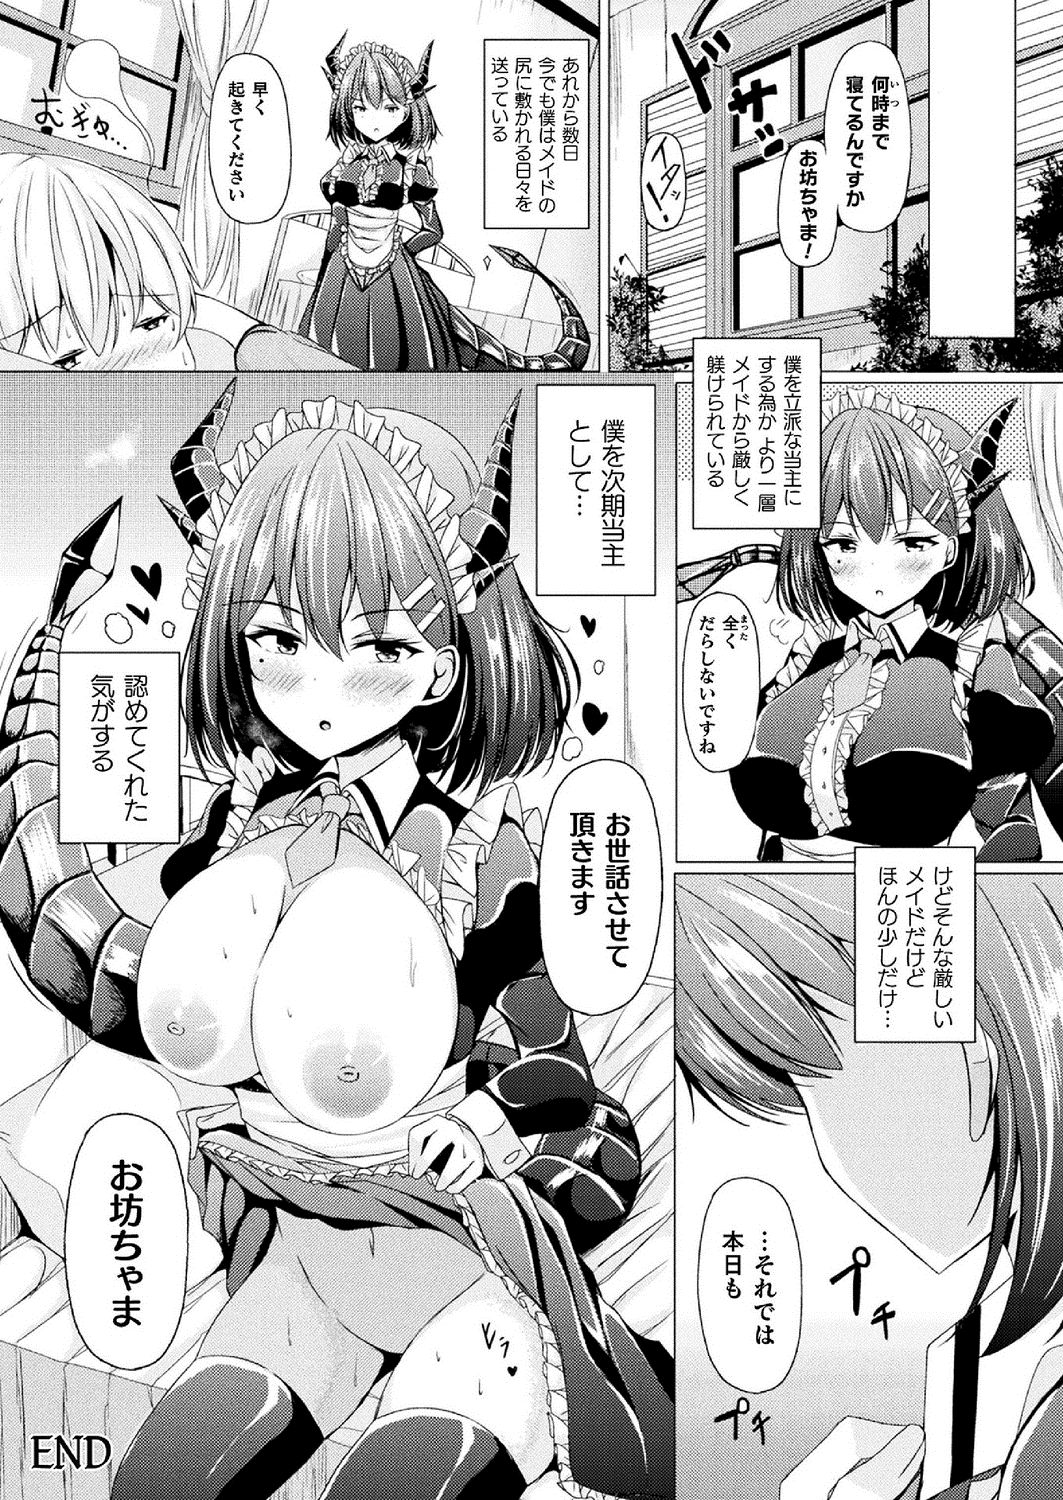 何時まで
いつ
寝てるんですか
お坊ちゃま!
ドサッ
イタッ!
あれから数日
今でも僕はメイドの
尻に敷かれる日々を
送っている
早く
起きてください
むぎゅ…
僕を立派な当主に
する為か より一層
メイドから厳しく
躾けられている
全く
まった
だらしないですね
けどそんな厳しい
メイドだけど
ほんの少しだけ…
…それでは
本日も
プチ
プチ
僕を次期当主
として…
認めてくれた
気がする
お世話させて
頂きます
お坊ちゃま
END